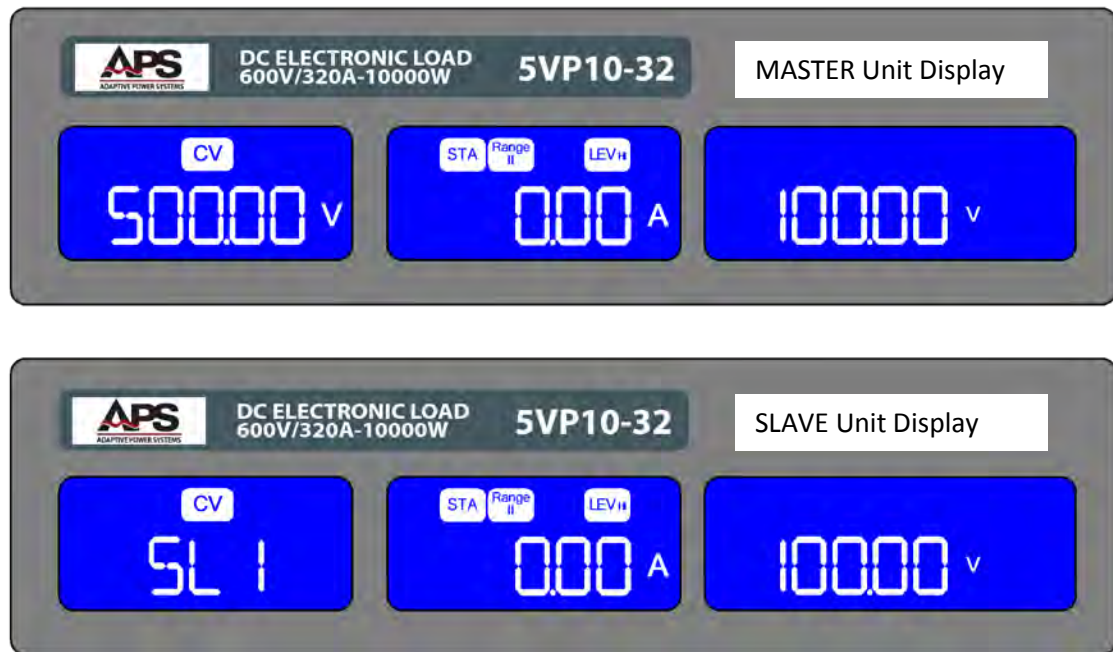 APS
ADAPTIVE POWER SYSTEMS
DC ELECTRONIC LOAD
600V/320A-10000W
5VP10-32
MASTER Unit Display
CV
500.00 V
STA Range II LEV HI
0.00 A
100.00 V
APS
ADAPTIVE POWER SYSTEMS
DC ELECTRONIC LOAD
600V/320A-10000W
5VP10-32
SLAVE Unit Display
CV
SL 1
STA Range II LEV HI
0.00 A
100.00 V